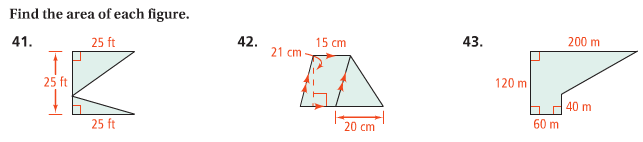 Find the area of each figure.
41. 42. 43.
25 ft
25 ft
25 ft
21 cm
15 cm
20 cm
200 m
120 m
40 m
60 m